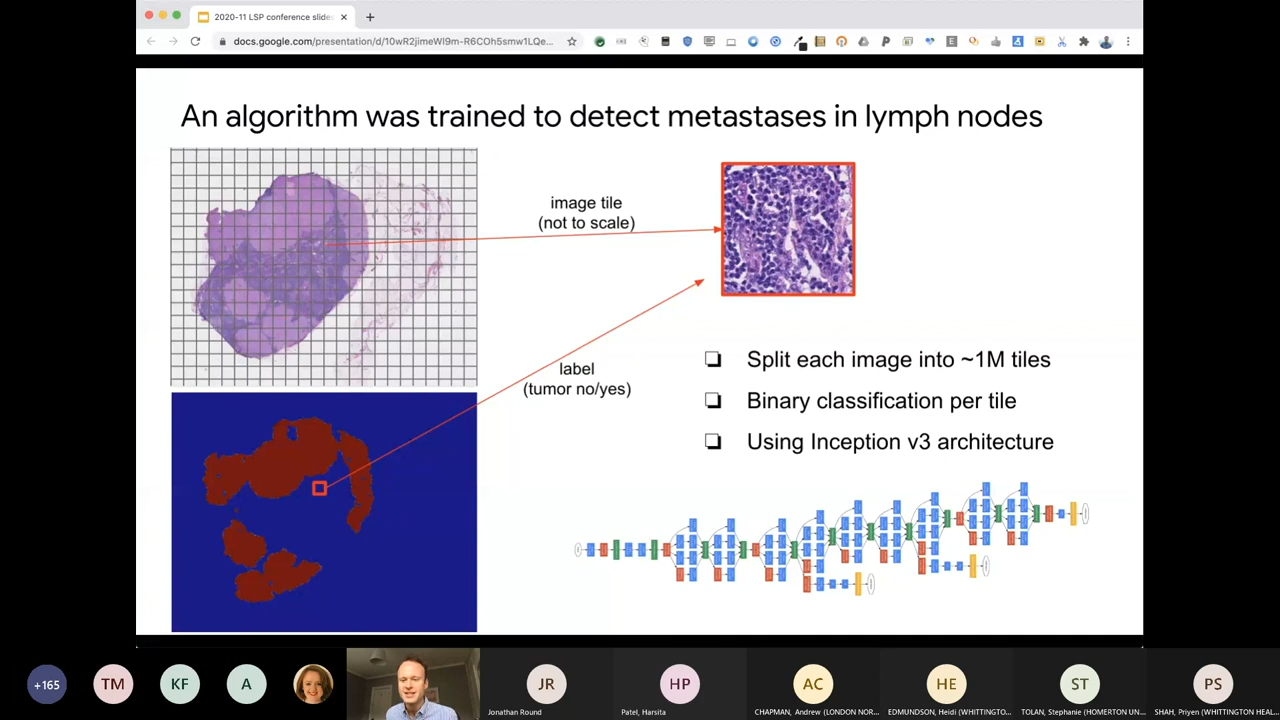 2020-11 LSP conference slides
docs.google.com/presentation/d/10wR2jimeWI9m-R6COh5smw1LQe...
An algorithm was trained to detect metastases in lymph nodes
image tile
(not to scale)
label
(tumor no/yes)
Split each image into ~1M tiles
Binary classification per tile
Using Inception v3 architecture
+165
TM
KF
A
JR
HP
AC
HE
ST
PS
Jonathan Round
Patel, Harsita
CHAPMAN, Andrew (LONDON NOR...
EDMUNDSON, Heidi (WHITTINGTO...
TOLAN, Stephanie (HOMERTON UN...
SHAH, Priyen (WHITTINGTON HEAL...